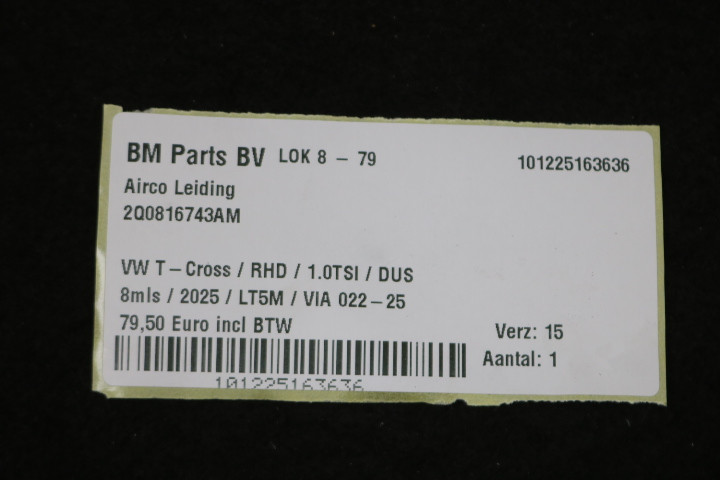 BM Parts BV LOK 8 - 79 101225163636
Airco Leiding
2Q0816743AM
VW T-Cross / RHD / 1.0TSI / DUS
8mls / 2025 / LT5M / VIA 022-25
79,50 Euro incl BTW
Verz: 15
Aantal: 1
101225163636